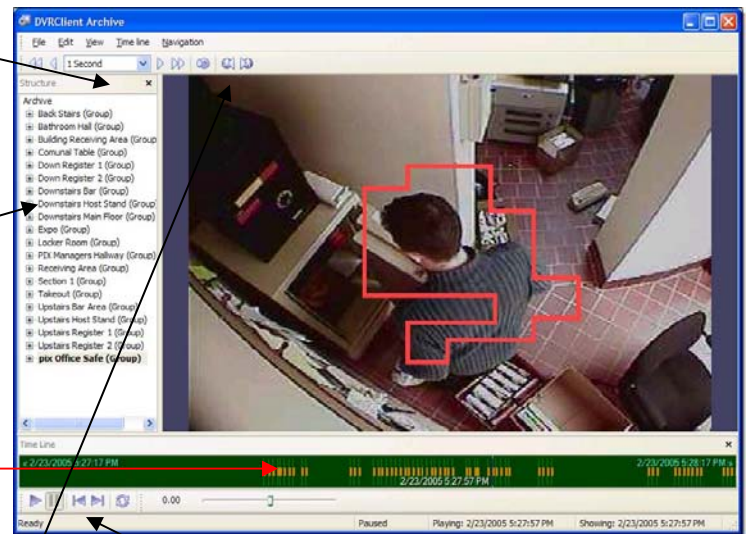 DVRClient Archive
File Edit View Time line Navigation
1 Second
Structure
Archive
Back Stairs (Group)
Bathroom Hall (Group)
Building Receiving Area (Group
Comunal Table (Group)
Down Register 1 (Group)
Down Register 2 (Group)
Downstairs Bar (Group)
Downstairs Host Stand (Group
Downstairs Main Floor (Group)
Expo (Group)
Locker Room (Group)
PIX Managers Hallway (Group)
Receiving Area (Group)
Section 1 (Group)
Takeout (Group)
Upstairs Bar Area (Group)
Upstairs Host Stand (Group)
Upstairs Register 1 (Group)
Upstairs Register 2 (Group)
pix Office Safe (Group)
Time Line
« 2/23/2005 5:27:17 PM
2/23/2005 5:28:17 PM »
2/23/2005 5:27:57 PM
0.00
Ready
Paused
Playing: 2/23/2005 5:27:57 PM
Showing: 2/23/2005 5:27:57 PM